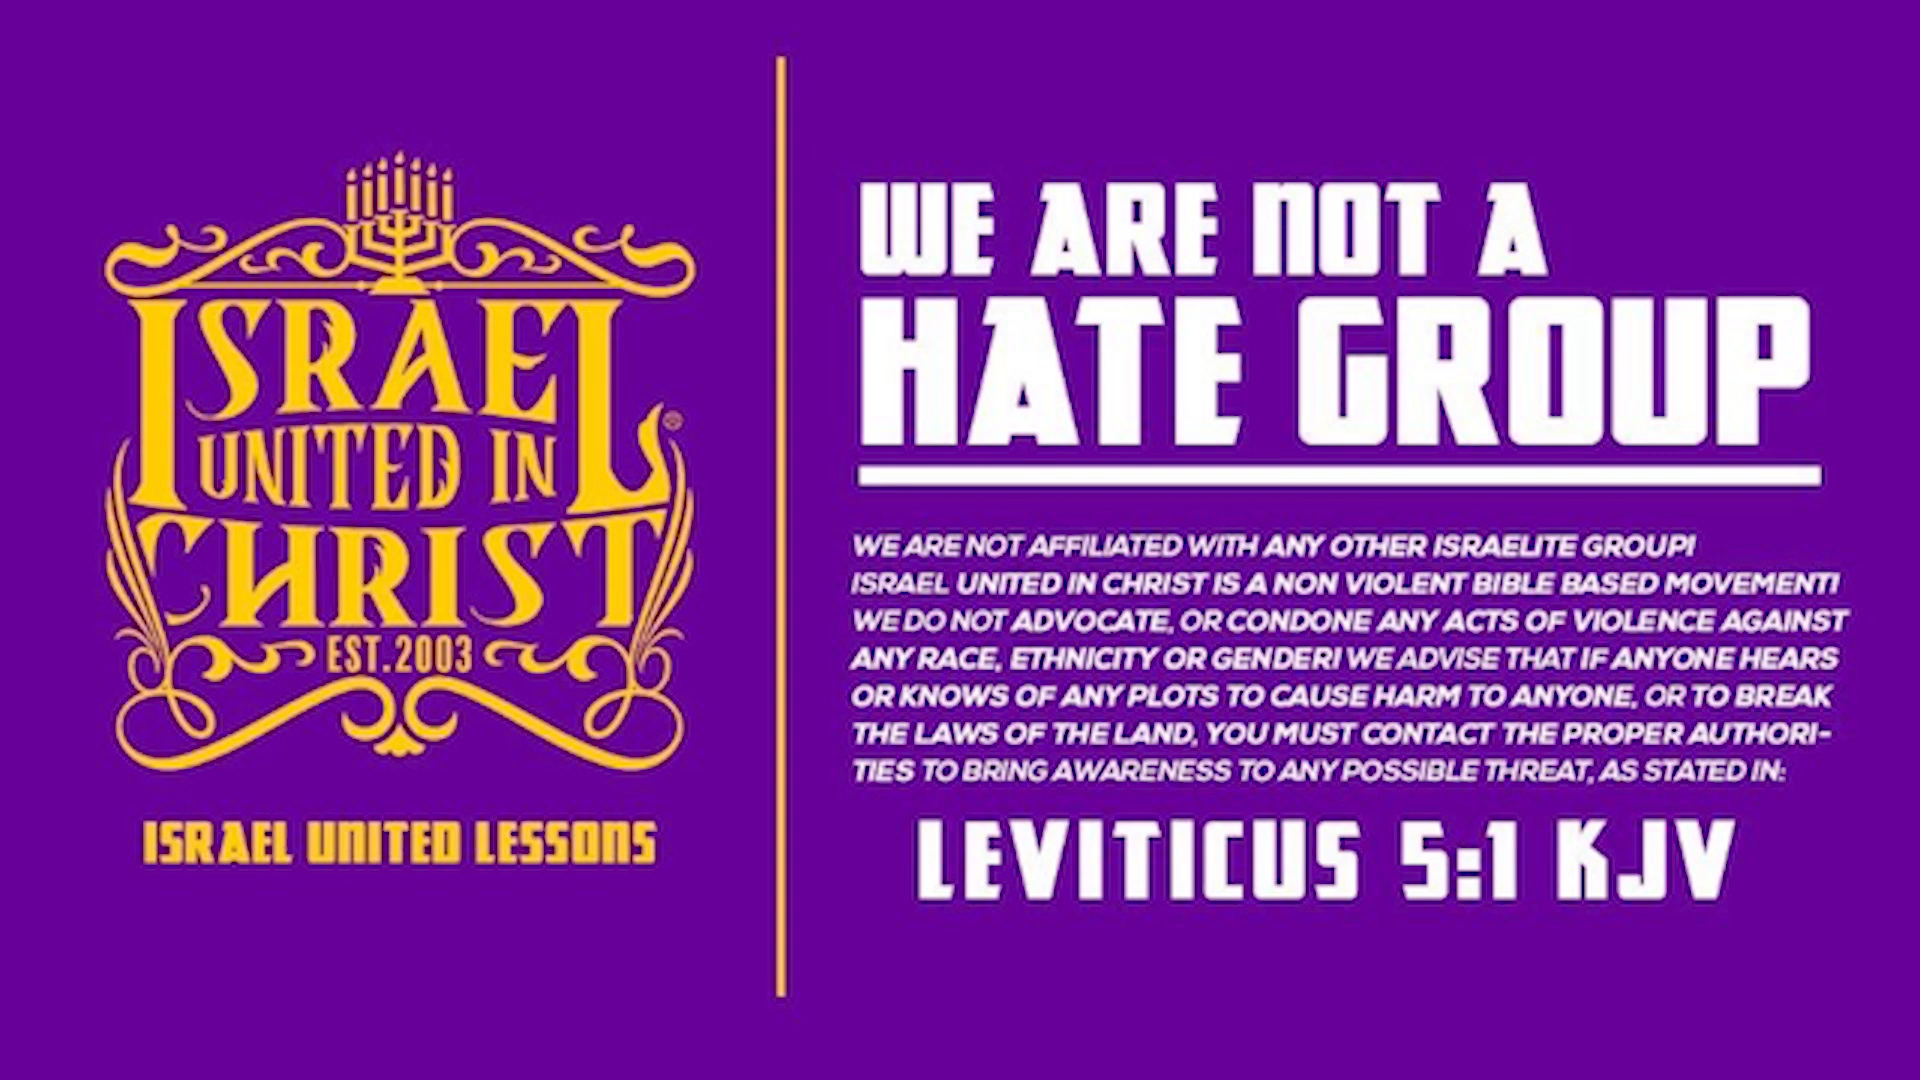 ISRAEL
UNITED IN
CHRIST
®
EST.2003
ISRAEL UNITED LESSONS
WE ARE NOT A
HATE GROUP
WE ARE NOT AFFILIATED WITH ANY OTHER ISRAELITE GROUP!
ISRAEL UNITED IN CHRIST IS A NON VIOLENT BIBLE BASED MOVEMENT!
WE DO NOT ADVOCATE, OR CONDONE ANY ACTS OF VIOLENCE AGAINST
ANY RACE, ETHNICITY OR GENDER! WE ADVISE THAT IF ANYONE HEARS
OR KNOWS OF ANY PLOTS TO CAUSE HARM TO ANYONE, OR TO BREAK
THE LAWS OF THE LAND, YOU MUST CONTACT THE PROPER AUTHORI-
TIES TO BRING AWARENESS TO ANY POSSIBLE THREAT, AS STATED IN:
LEVITICUS 5:1 KJV